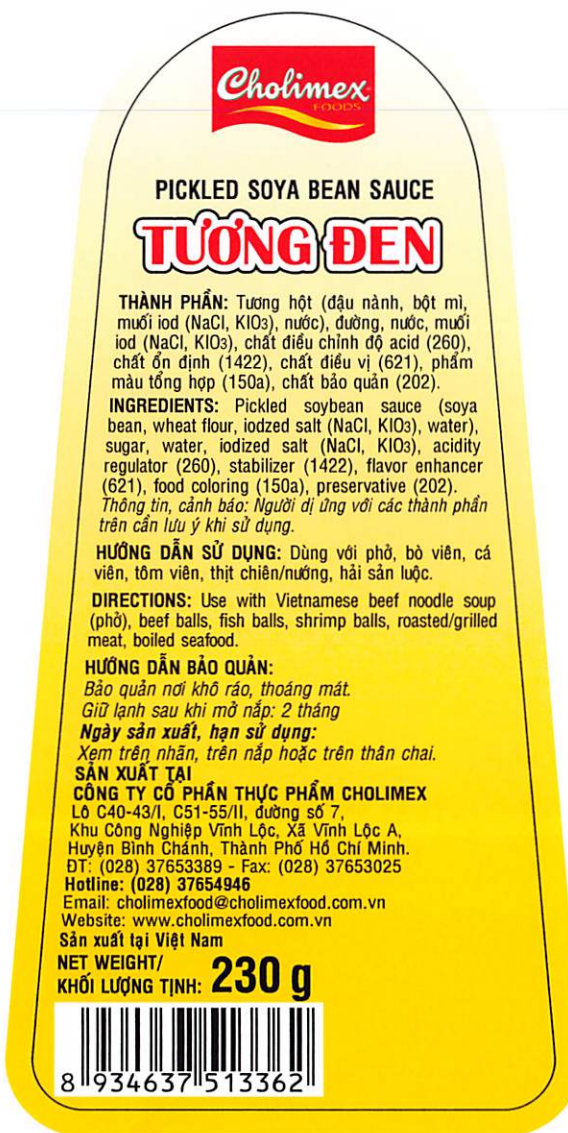 Cholimex
FOODS
PICKLED SOYA BEAN SAUCE
TƯƠNG ĐEN
THÀNH PHẦN: Tương hột (đậu nành, bột mì,
muối iod (NaCl, KIO3), nước), đường, nước, muối
iod (NaCl, KIO3), chất điều chỉnh độ acid (260),
chất ổn định (1422), chất điều vị (621), phẩm
màu tổng hợp (150a), chất bảo quản (202).
INGREDIENTS: Pickled soybean sauce (soya
bean, wheat flour, iodzed salt (NaCl, KIO3), water),
sugar, water, iodized salt (NaCl, KIO3), acidity
regulator (260), stabilizer (1422), flavor enhancer
(621), food coloring (150a), preservative (202).
Thông tin, cảnh báo: Người dị ứng với các thành phần
trên cần lưu ý khi sử dụng.
HƯỚNG DẪN SỬ DỤNG: Dùng với phở, bò viên, cá
viên, tôm viên, thịt chiên/nướng, hải sản luộc.
DIRECTIONS: Use with Vietnamese beef noodle soup
(phở), beef balls, fish balls, shrimp balls, roasted/grilled
meat, boiled seafood.
HƯỚNG DẪN BẢO QUẢN:
Bảo quản nơi khô ráo, thoáng mát.
Giữ lạnh sau khi mở nắp: 2 tháng
Ngày sản xuất, hạn sử dụng:
Xem trên nhãn, trên nắp hoặc trên thân chai.
SẢN XUẤT TẠI
CÔNG TY CỔ PHẦN THỰC PHẨM CHOLIMEX
Lô C40-43/I, C51-55/II, đường số 7,
Khu Công Nghiệp Vĩnh Lộc, Xã Vĩnh Lộc A,
Huyện Bình Chánh, Thành Phố Hồ Chí Minh.
ĐT: (028) 37653389 - Fax: (028) 37653025
Hotline: (028) 37654946
Email: cholimexfood@cholimexfood.com.vn
Website: www.cholimexfood.com.vn
Sản xuất tại Việt Nam
NET WEIGHT/
KHỐI LƯỢNG TỊNH: 230 g
8 934637 513362